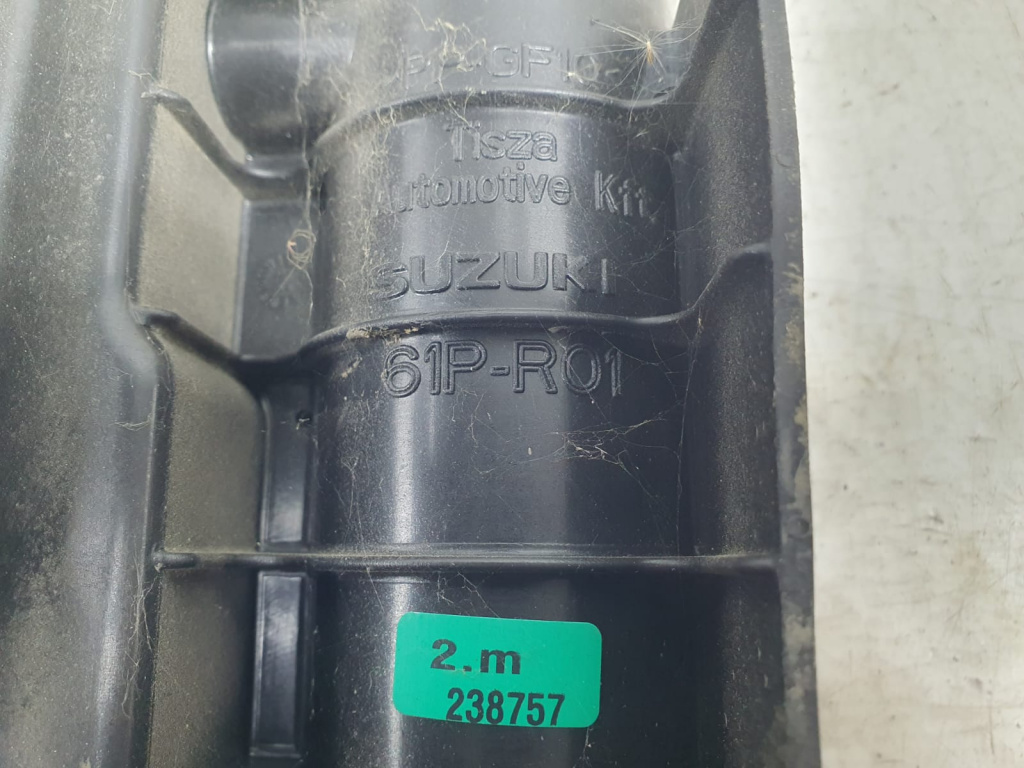 Tisza
Automotive Kft.
SUZUKI
61P-R01
2.m
238757